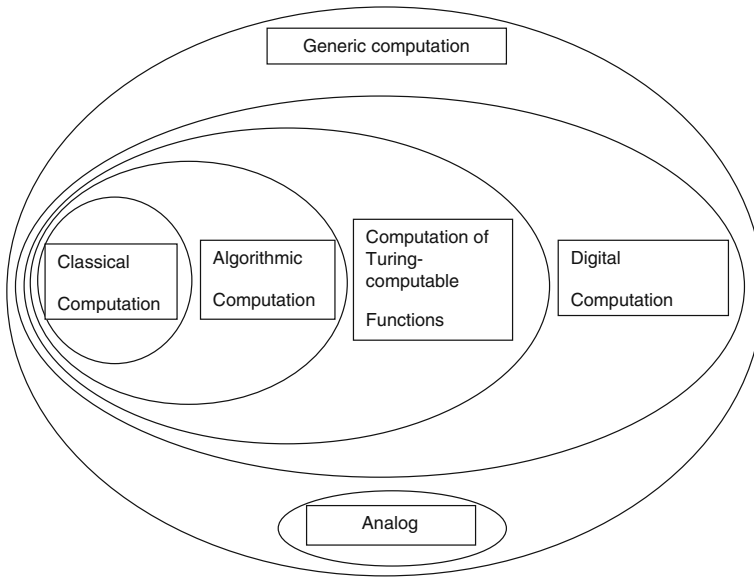 Generic computation
Classical
Computation
Algorithmic
Computation
Computation of
Turing-
computable
Functions
Digital
Computation
Analog